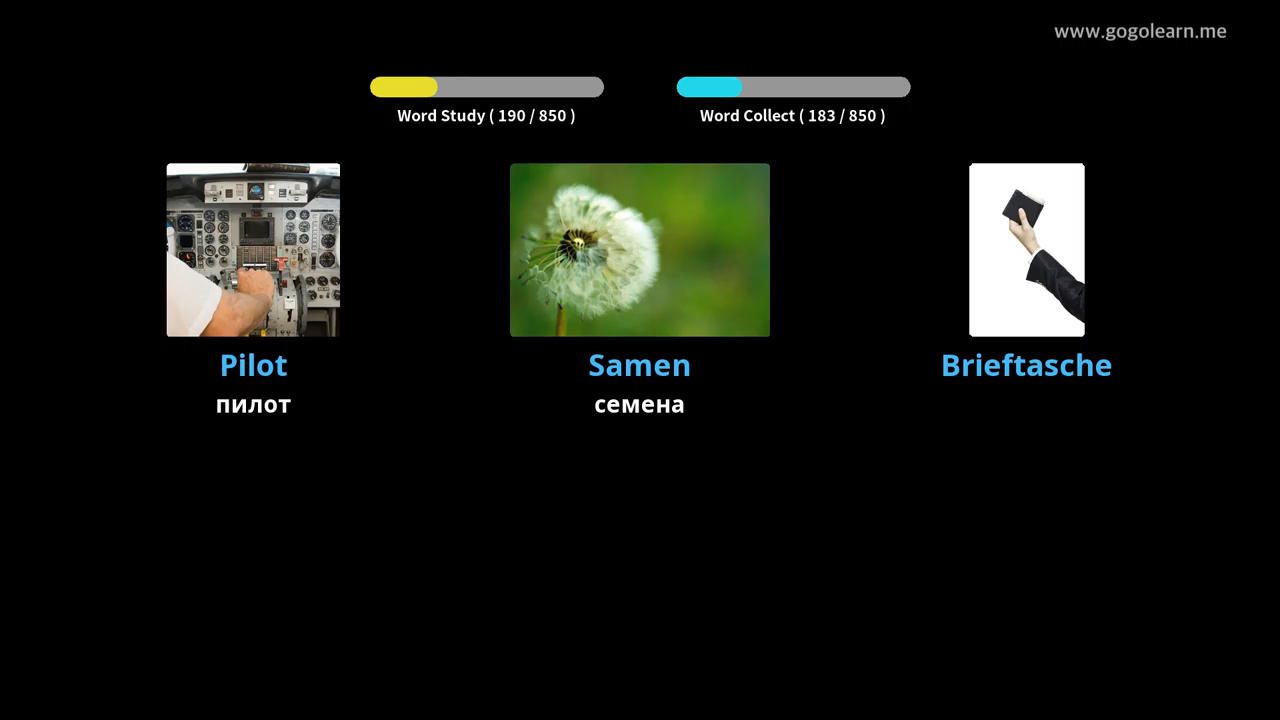 www.gogolearn.me
Word Study ( 190 / 850 )
Word Collect ( 183 / 850 )
Pilot
пилот
Samen
семена
Brieftasche